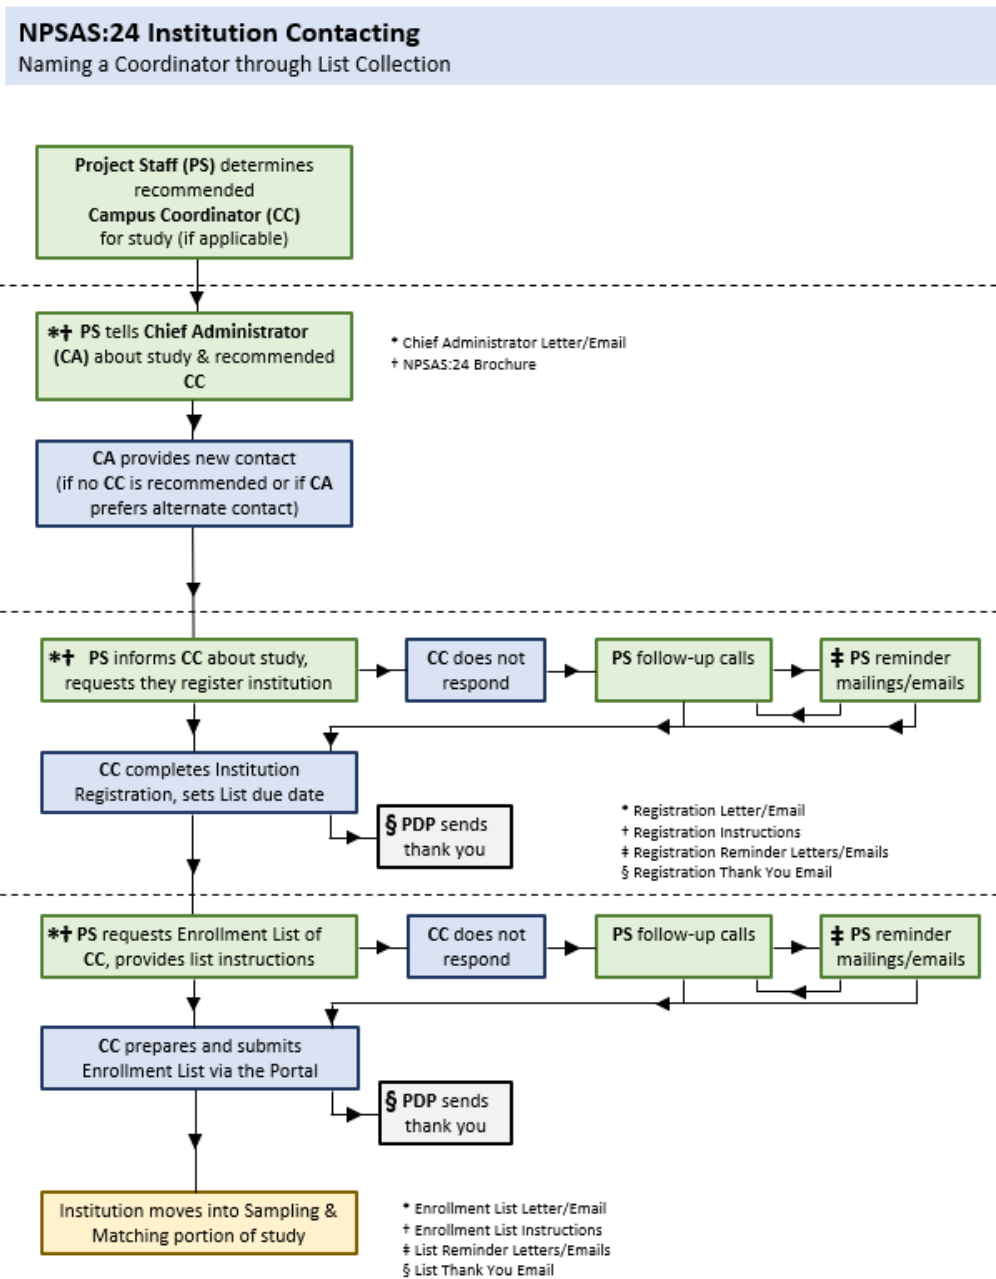 NPSAS:24 Institution Contacting
Naming a Coordinator through List Collection
Project Staff (PS) determines
recommended
Campus Coordinator (CC)
for study (if applicable)
*† PS tells Chief Administrator
(CA) about study & recommended
CC
* Chief Administrator Letter/Email
† NPSAS:24 Brochure
CA provides new contact
(if no CC is recommended or if CA
prefers alternate contact)
*† PS informs CC about study,
requests they register institution
CC does not
respond
PS follow-up calls
‡ PS reminder
mailings/emails
CC completes Institution
Registration, sets List due date
§ PDP sends
thank you
* Registration Letter/Email
† Registration Instructions
‡ Registration Reminder Letters/Emails
§ Registration Thank You Email
*† PS requests Enrollment List of
CC, provides list instructions
CC does not
respond
PS follow-up calls
‡ PS reminder
mailings/emails
CC prepares and submits
Enrollment List via the Portal
§ PDP sends
thank you
Institution moves into Sampling &
Matching portion of study
* Enrollment List Letter/Email
† Enrollment List Instructions
‡ List Reminder Letters/Emails
§ List Thank You Email